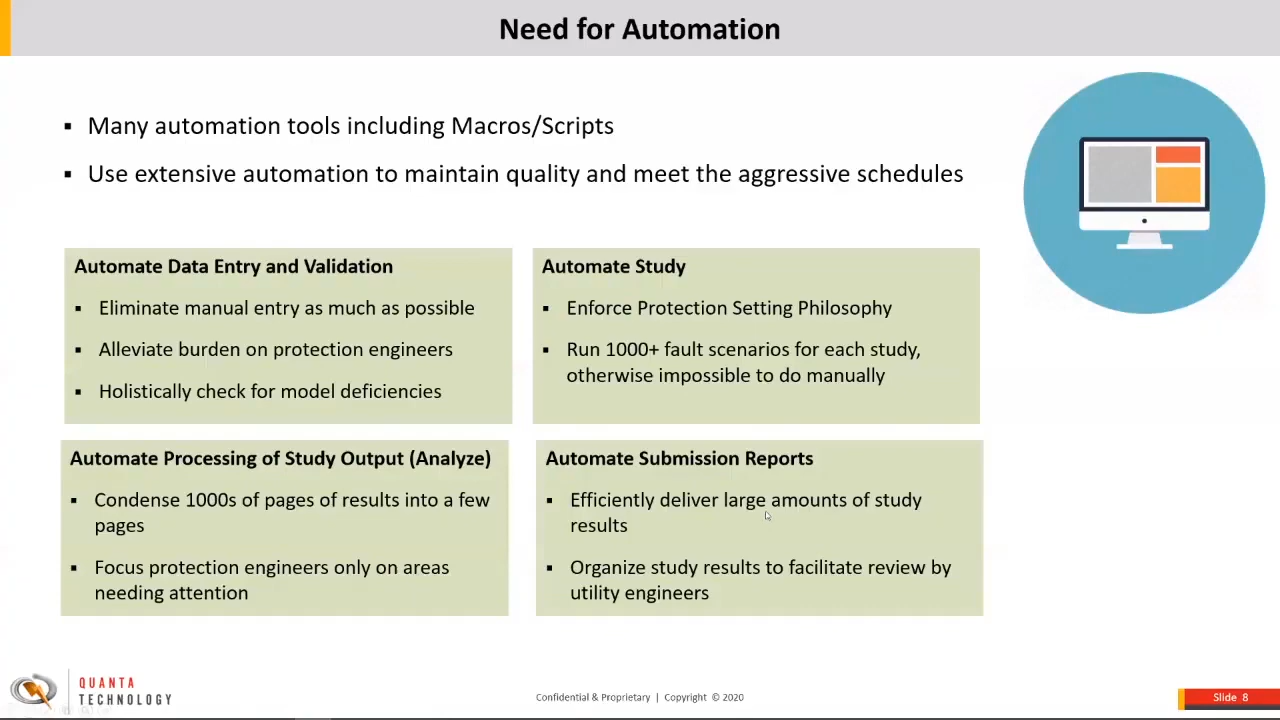 Need for Automation
▪ Many automation tools including Macros/Scripts
▪ Use extensive automation to maintain quality and meet the aggressive schedules
Automate Data Entry and Validation
▪ Eliminate manual entry as much as possible
▪ Alleviate burden on protection engineers
▪ Holistically check for model deficiencies
Automate Study
▪ Enforce Protection Setting Philosophy
▪ Run 1000+ fault scenarios for each study,
otherwise impossible to do manually
Automate Processing of Study Output (Analyze)
▪ Condense 1000s of pages of results into a few
pages
▪ Focus protection engineers only on areas
needing attention
Automate Submission Reports
▪ Efficiently deliver large amounts of study
results
▪ Organize study results to facilitate review by
utility engineers
QUANTA
TECHNOLOGY
Confidential & Proprietary | Copyright © 2020
Slide 8